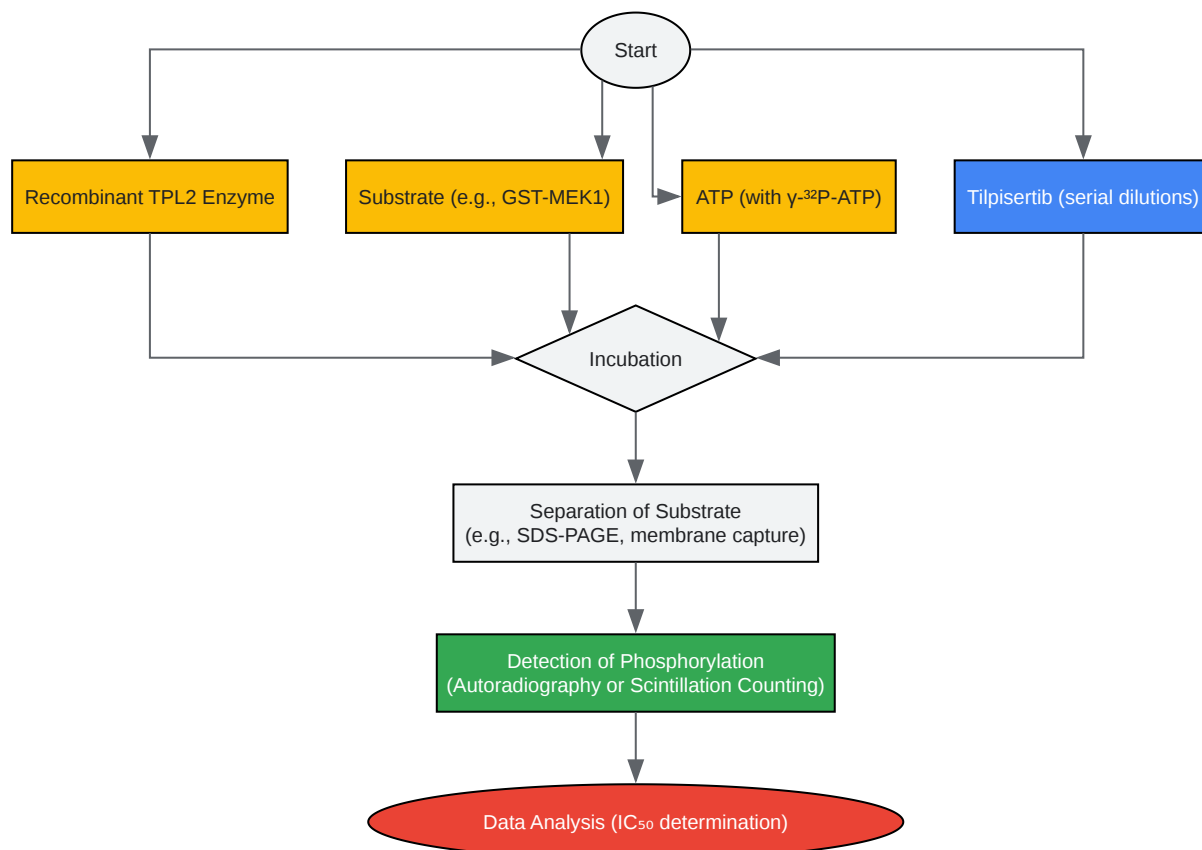 Start
Recombinant TPL2 Enzyme
Substrate (e.g., GST-MEK1)
ATP (with γ-³²P-ATP)
Tilpisertib (serial dilutions)
Incubation
Separation of Substrate
(e.g., SDS-PAGE, membrane capture)
Detection of Phosphorylation
(Autoradiography or Scintillation Counting)
Data Analysis (IC₅₀ determination)